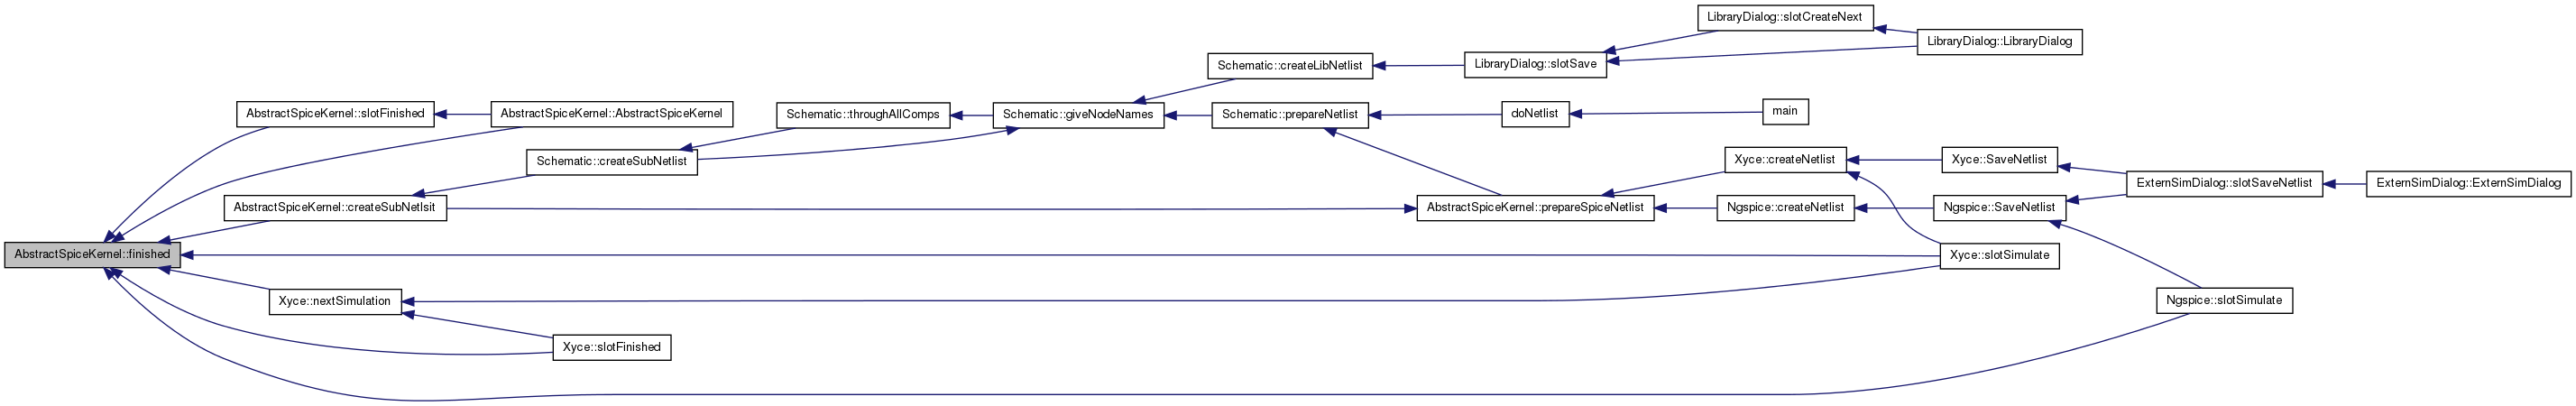 LibraryDialog::slotCreateNext
LibraryDialog::LibraryDialog
Schematic::createLibNetlist
LibraryDialog::slotSave
AbstractSpiceKernel::slotFinished
AbstractSpiceKernel::AbstractSpiceKernel
Schematic::throughAllComps
Schematic::giveNodeNames
Schematic::prepareNetlist
doNetlist
main
Schematic::createSubNetlist
Xyce::createNetlist
Xyce::SaveNetlist
ExternSimDialog::slotSaveNetlist
ExternSimDialog::ExternSimDialog
AbstractSpiceKernel::createSubNetlsit
AbstractSpiceKernel::prepareSpiceNetlist
Ngspice::createNetlist
Ngspice::SaveNetlist
AbstractSpiceKernel::finished
Xyce::slotSimulate
Xyce::nextSimulation
Ngspice::slotSimulate
Xyce::slotFinished